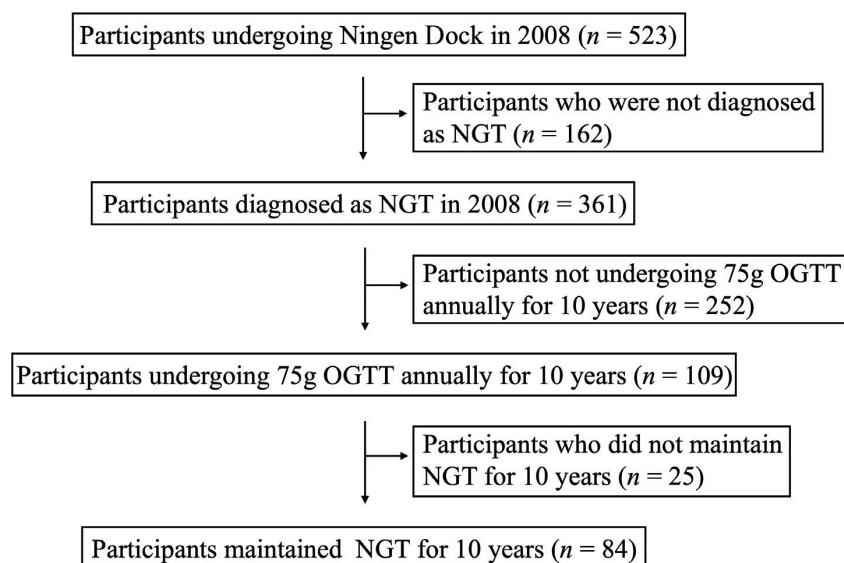 Participants undergoing Ningen Dock in 2008 (n = 523)
Participants who were not diagnosed
as NGT (n = 162)
Participants diagnosed as NGT in 2008 (n = 361)
Participants not undergoing 75g OGTT
annually for 10 years (n = 252)
Participants undergoing 75g OGTT annually for 10 years (n = 109)
Participants who did not maintain
NGT for 10 years (n = 25)
Participants maintained NGT for 10 years (n = 84)